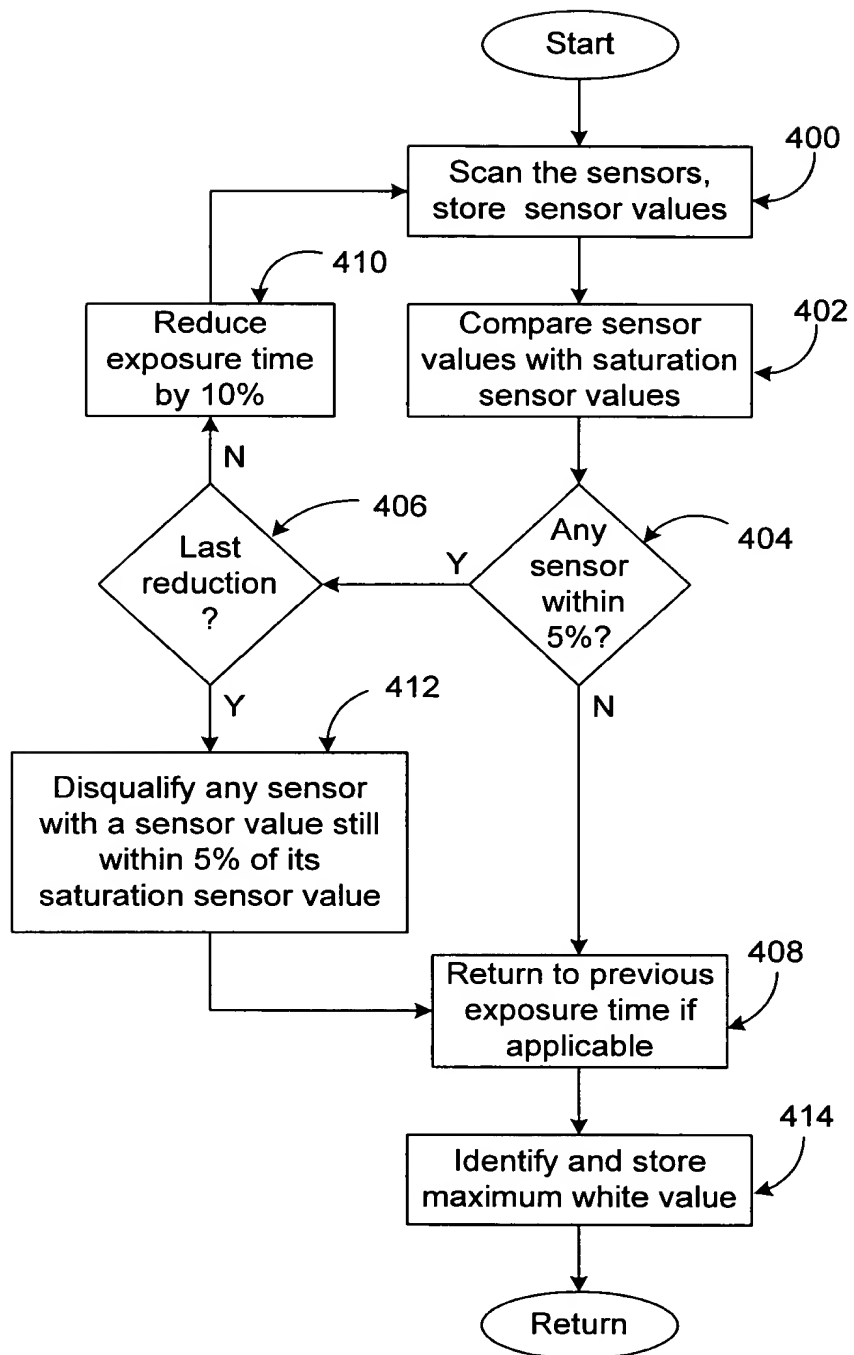 Start
400
Scan the sensors,
store sensor values
410
Reduce
exposure time
by 10%
402
Compare sensor
values with saturation
sensor values
N
406
Last
reduction
?
Y
404
Any
sensor
within
5%?
Y
412
N
Disqualify any sensor
with a sensor value still
within 5% of its
saturation sensor value
408
Return to previous
exposure time if
applicable
414
Identify and store
maximum white value
Return